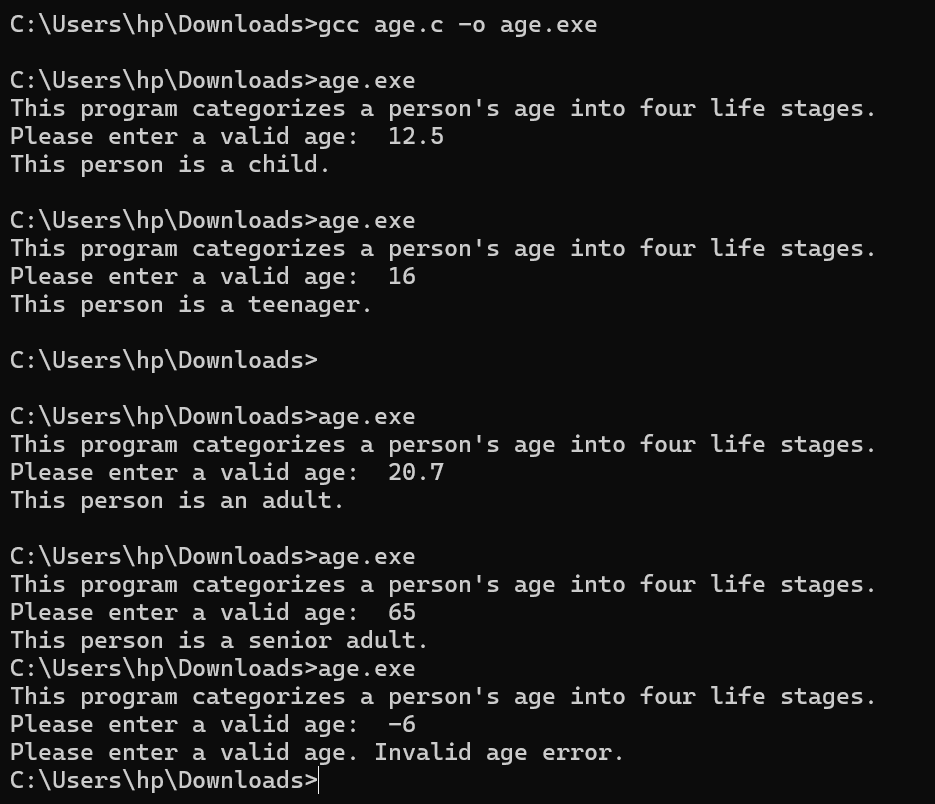 C:\Users\hp\Downloads>gcc age.c -o age.exe
C:\Users\hp\Downloads>age.exe
This program categorizes a person's age into four life stages.
Please enter a valid age:  12.5
This person is a child.
C:\Users\hp\Downloads>age.exe
This program categorizes a person's age into four life stages.
Please enter a valid age:  16
This person is a teenager.
C:\Users\hp\Downloads>
C:\Users\hp\Downloads>age.exe
This program categorizes a person's age into four life stages.
Please enter a valid age:  20.7
This person is an adult.
C:\Users\hp\Downloads>age.exe
This program categorizes a person's age into four life stages.
Please enter a valid age:  65
This person is a senior adult.
C:\Users\hp\Downloads>age.exe
This program categorizes a person's age into four life stages.
Please enter a valid age:  -6
Please enter a valid age. Invalid age error.
C:\Users\hp\Downloads>